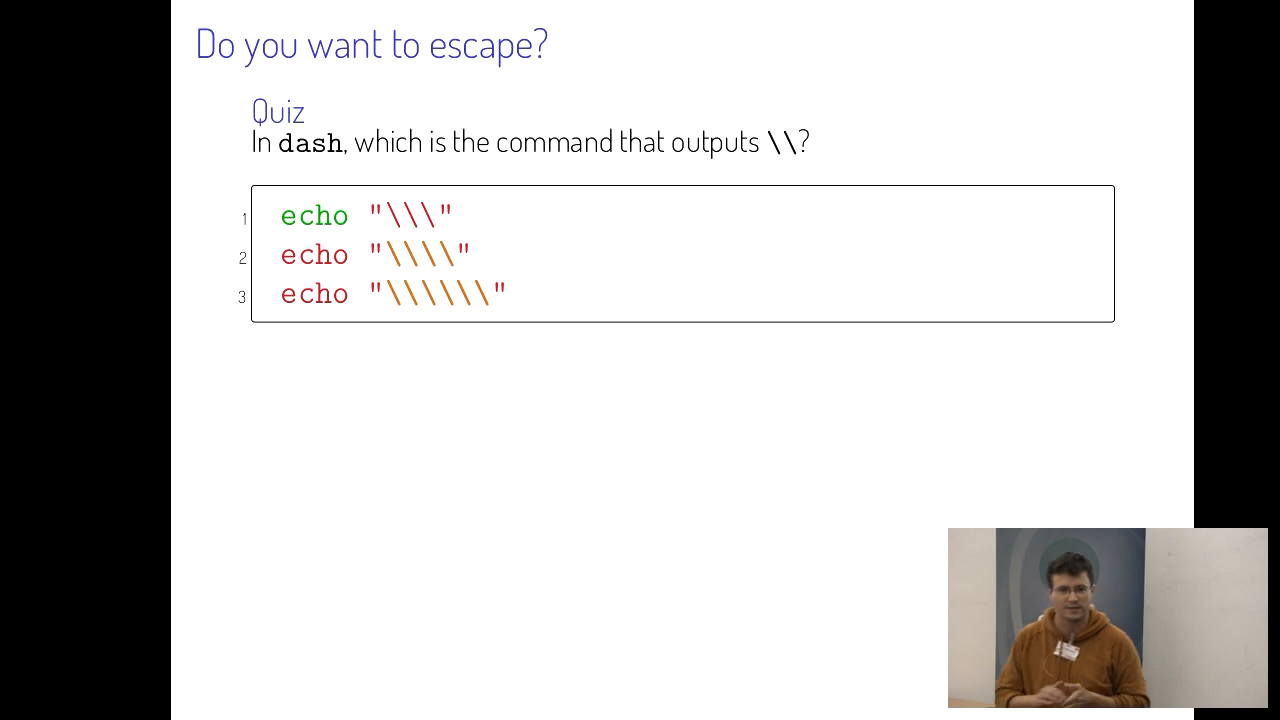 Do you want to escape?
Quiz
In dash, which is the command that outputs \\?
1 echo "\\\"
2 echo "\\\\"
3 echo "\\\\\\"